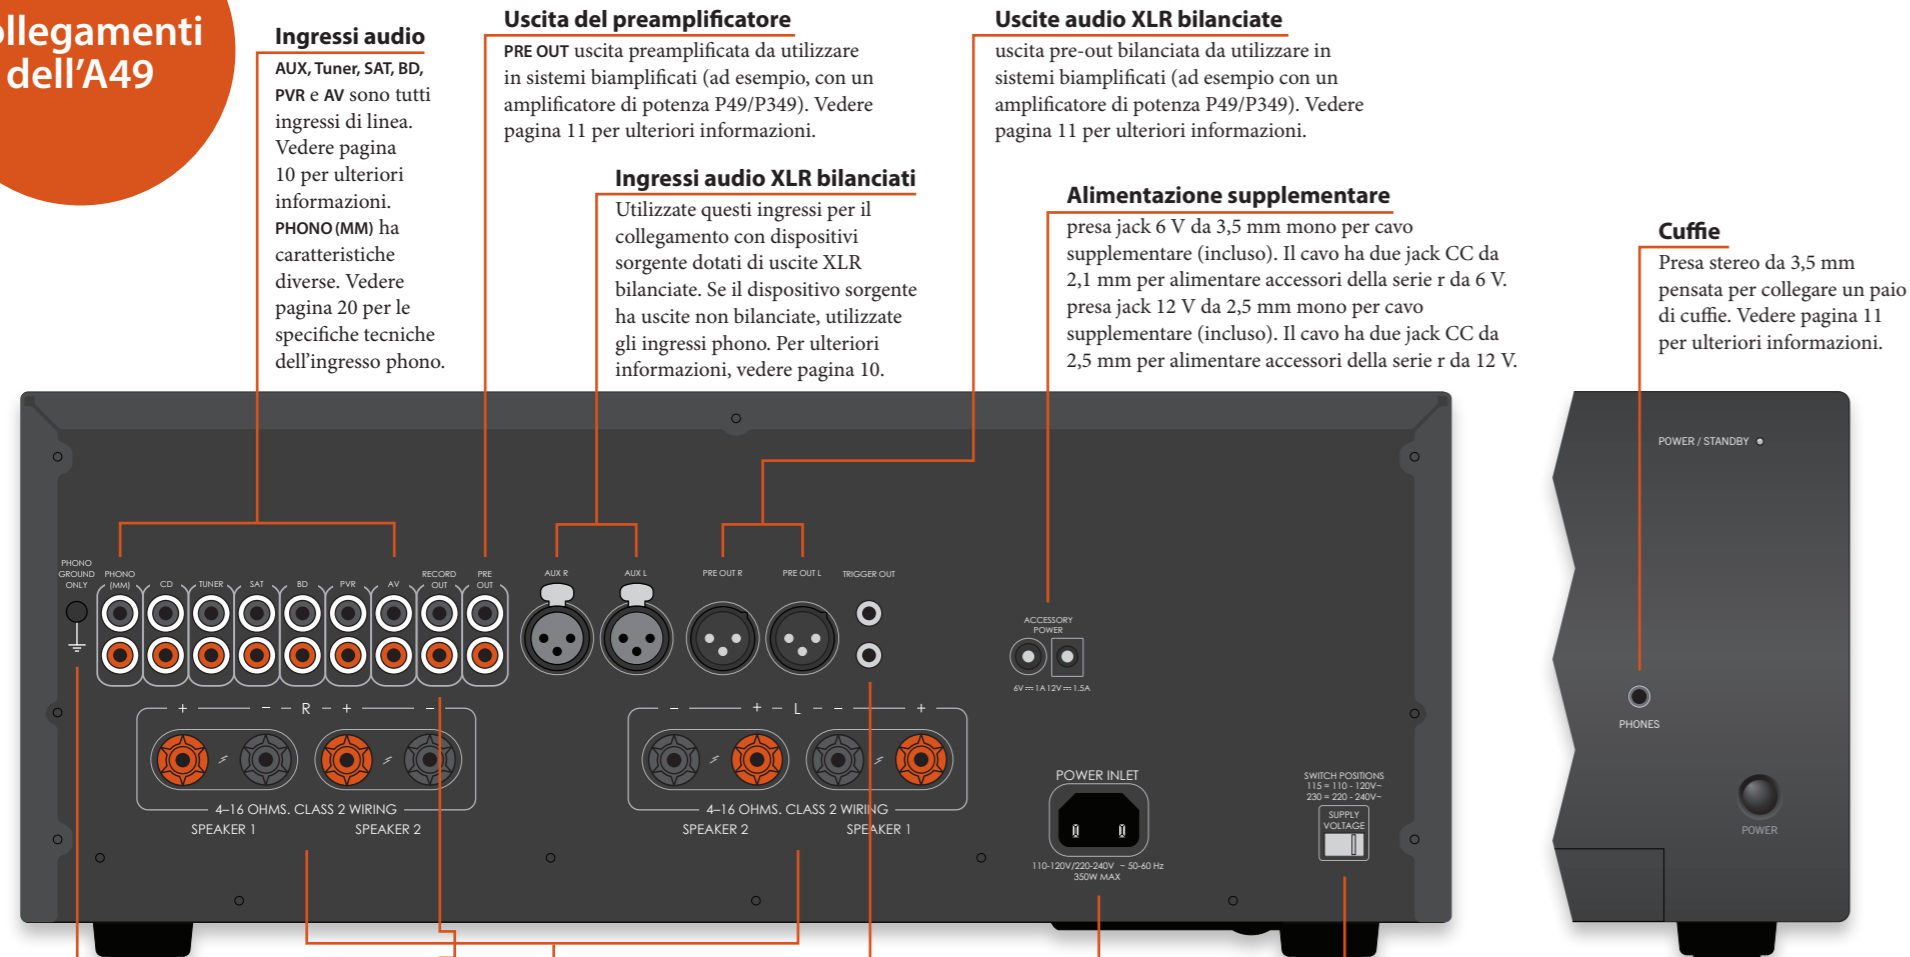 ollegamenti
dell'A49
Ingressi audio
AUX, Tuner, SAT, BD,
PVR e AV sono tutti
ingressi di linea.
Vedere pagina
10 per ulteriori
informazioni.
PHONO (MM) ha
caratteristiche
diverse. Vedere
pagina 20 per le
specifiche tecniche
dell'ingresso phono.
Uscita del preamplificatore
PRE OUT uscita preamplificata da utilizzare
in sistemi biamplificati (ad esempio, con un
amplificatore di potenza P49/P349). Vedere
pagina 11 per ulteriori informazioni.
Ingressi audio XLR bilanciati
Utilizzate questi ingressi per il
collegamento con dispositivi
sorgente dotati di uscite XLR
bilanciate. Se il dispositivo sorgente
ha uscite non bilanciate, utilizzate
gli ingressi phono. Per ulteriori
informazioni, vedere pagina 10.
Uscite audio XLR bilanciate
uscita pre-out bilanciata da utilizzare in
sistemi biamplificati (ad esempio con un
amplificatore di potenza P49/P349). Vedere
pagina 11 per ulteriori informazioni.
Alimentazione supplementare
presa jack 6 V da 3,5 mm mono per cavo
supplementare (incluso). Il cavo ha due jack CC da
2,1 mm per alimentare accessori della serie r da 6 V.
presa jack 12 V da 2,5 mm mono per cavo
supplementare (incluso). Il cavo ha due jack CC da
2,5 mm per alimentare accessori della serie r da 12 V.
Cuffie
Presa stereo da 3,5 mm
pensata per collegare un paio
di cuffie. Vedere pagina 11
per ulteriori informazioni.
PHONO
GROUND
ONLY
PHONO
(MM)
CD
TUNER
SAT
BD
PVR
AV
RECORD
OUT
PRE
OUT
AUX R
AUX L
PRE OUT R
PRE OUT L
TRIGGER OUT
ACCESSORY
POWER
6V ⎓ 1A 12V ⎓ 1.5A
+ – – R – + –
– + – L – – +
4–16 OHMS. CLASS 2 WIRING
SPEAKER 1
SPEAKER 2
4–16 OHMS. CLASS 2 WIRING
SPEAKER 2
SPEAKER 1
POWER INLET
110-120V/220-240V ~ 50-60 Hz
350W MAX
SWITCH POSITIONS
115 = 110 - 120V~
230 = 220 - 240V~
SUPPLY
VOLTAGE
POWER / STANDBY
PHONES
POWER